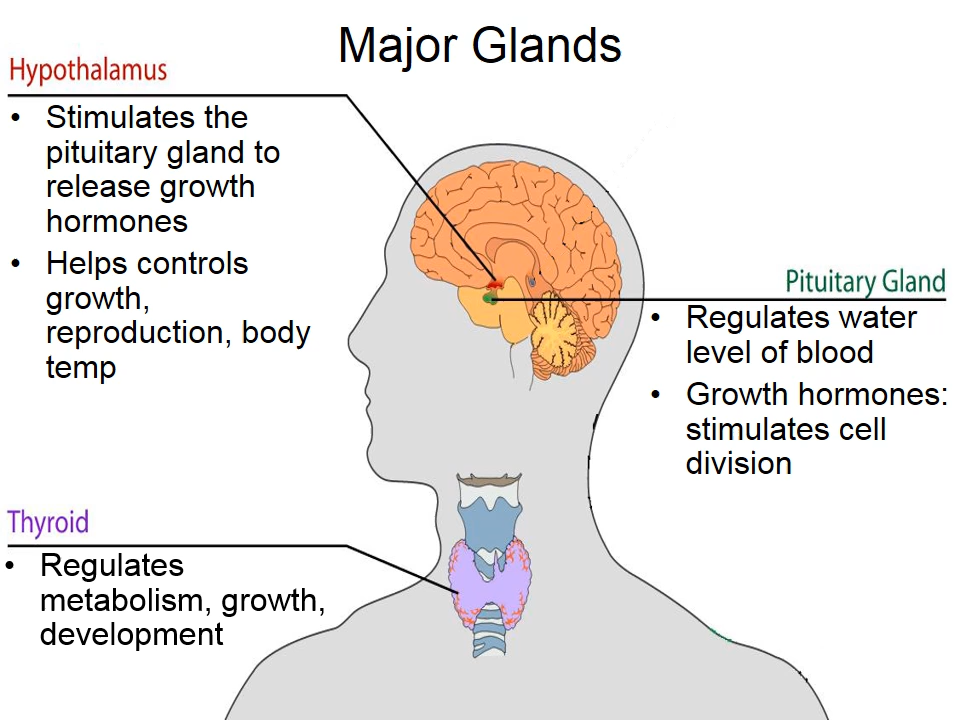 Major Glands
Hypothalamus
• Stimulates the
pituitary gland to
release growth
hormones
• Helps controls
growth,
reproduction, body
temp
Pituitary Gland
• Regulates water
level of blood
• Growth hormones:
stimulates cell
division
Thyroid
• Regulates
metabolism, growth,
development